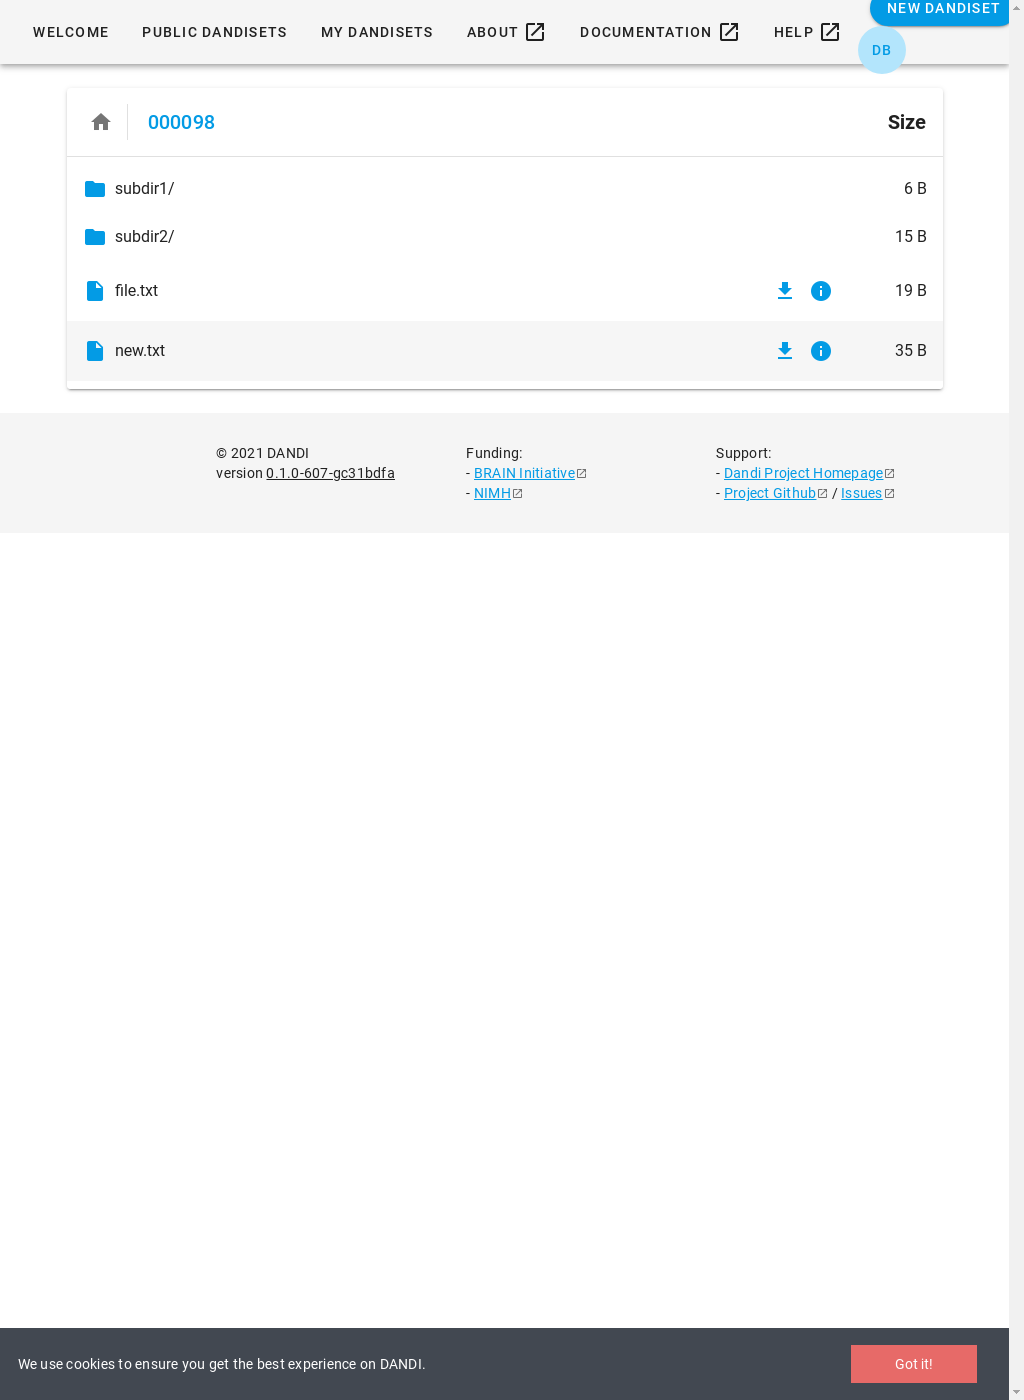 NEW DANDISET
WELCOME PUBLIC DANDISETS MY DANDISETS ABOUT DOCUMENTATION HELP
DB
000098 Size
subdir1/ 6 B
subdir2/ 15 B
file.txt 19 B
new.txt 35 B
© 2021 DANDI Funding: Support:
version 0.1.0-607-gc31bdfa - BRAIN Initiative - Dandi Project Homepage
- NIMH - Project Github / Issues
We use cookies to ensure you get the best experience on DANDI. Got it!